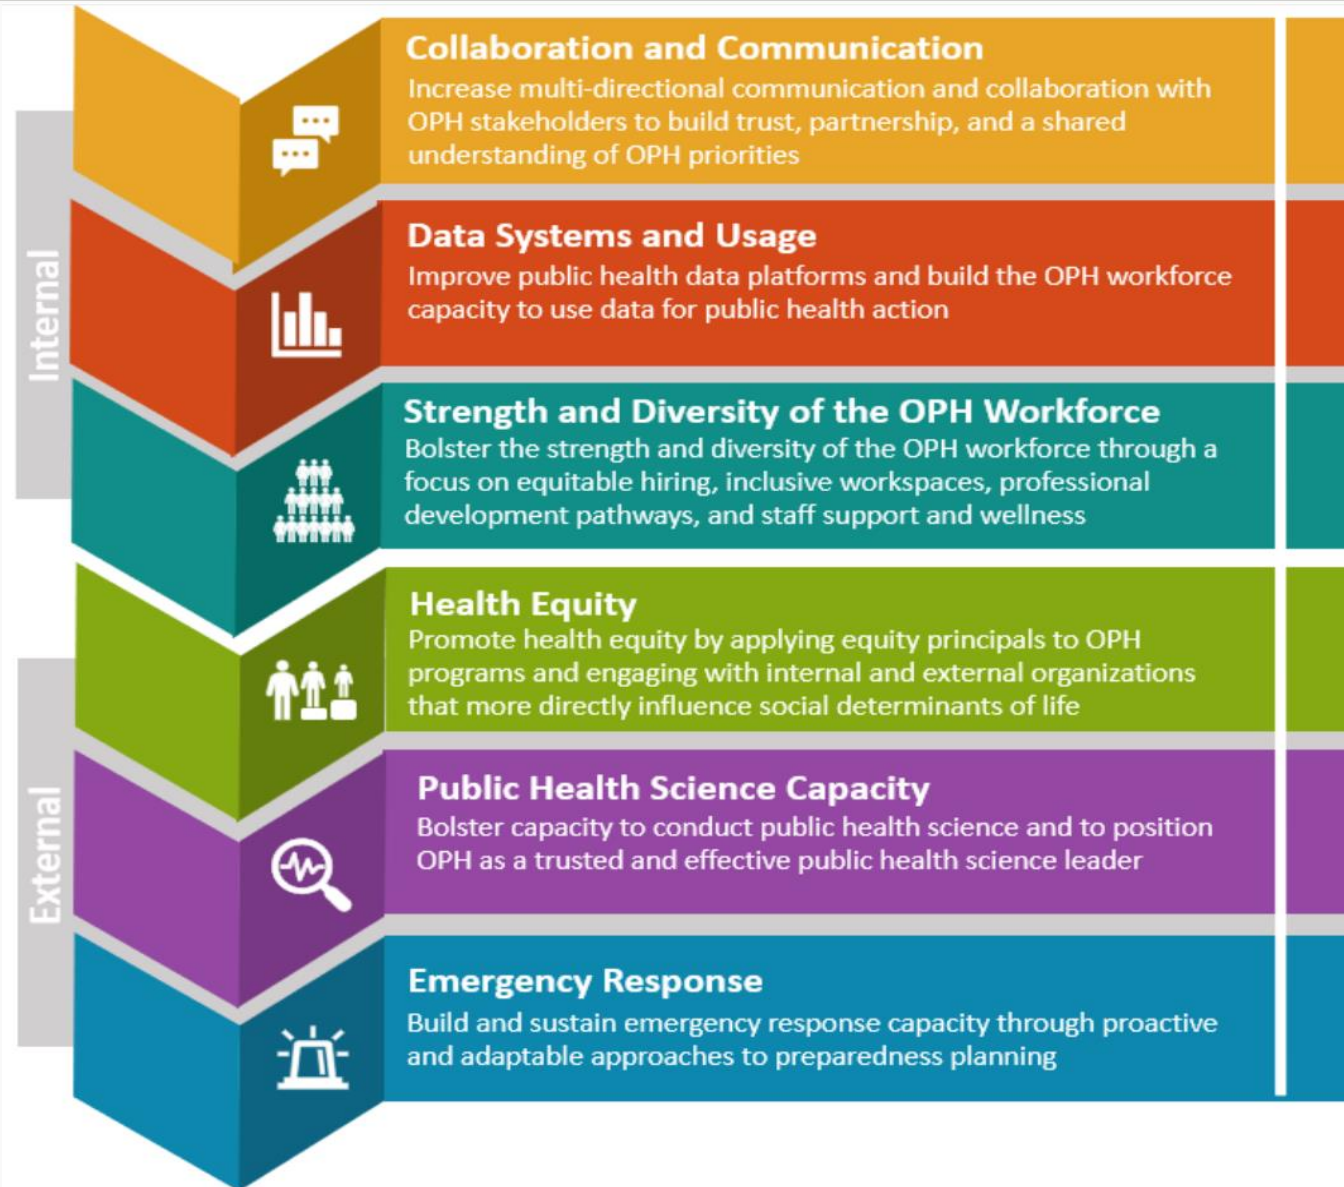 Internal
Collaboration and Communication
Increase multi-directional communication and collaboration with
OPH stakeholders to build trust, partnership, and a shared
understanding of OPH priorities
Data Systems and Usage
Improve public health data platforms and build the OPH workforce
capacity to use data for public health action
Strength and Diversity of the OPH Workforce
Bolster the strength and diversity of the OPH workforce through a
focus on equitable hiring, inclusive workspaces, professional
development pathways, and staff support and wellness
External
Health Equity
Promote health equity by applying equity principals to OPH
programs and engaging with internal and external organizations
that more directly influence social determinants of life
Public Health Science Capacity
Bolster capacity to conduct public health science and to position
OPH as a trusted and effective public health science leader
Emergency Response
Build and sustain emergency response capacity through proactive
and adaptable approaches to preparedness planning